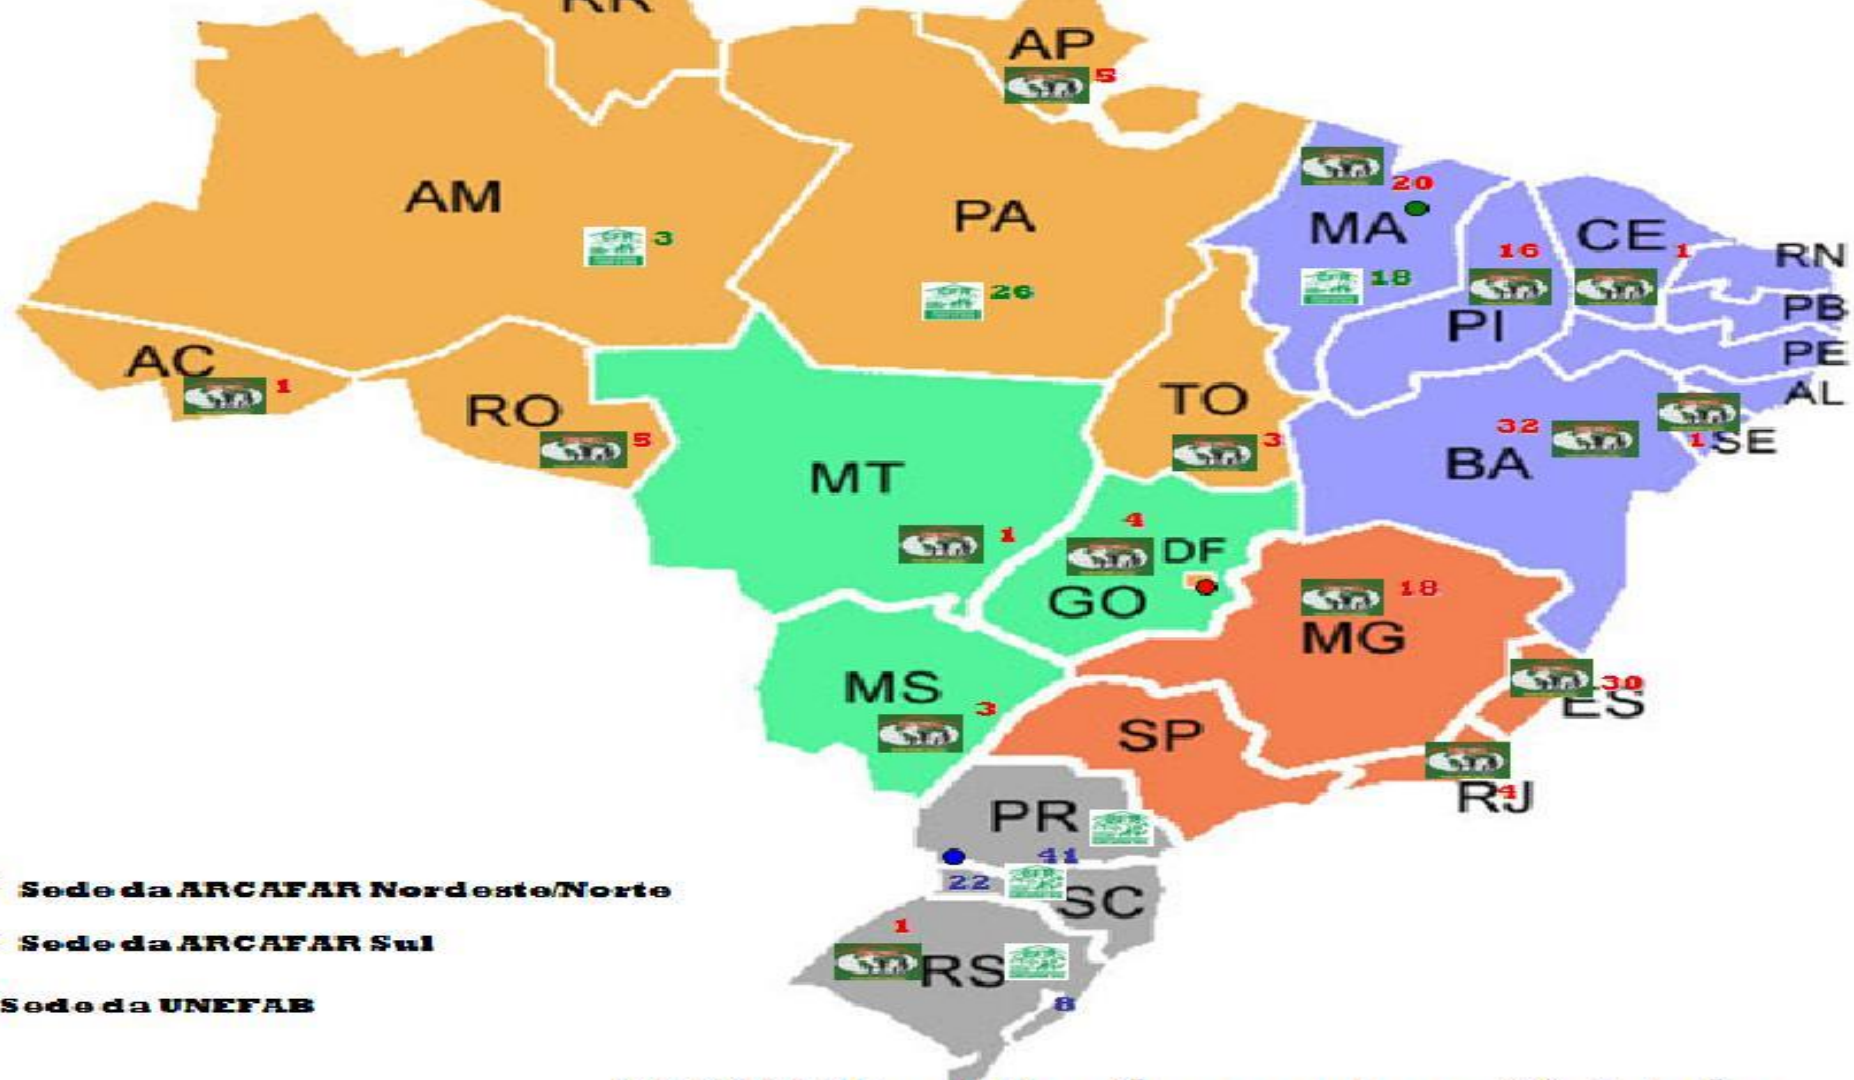 RR
AP
5
AM
3
PA
26
20
MA
18
16
PI
CE
1
RN
PB
PE
AL
1
SE
32
BA
AC
1
RO
5
TO
3
MT
1
4
DF
GO
18
MG
30
ES
MS
3
SP
RJ
4
PR
41
22
SC
1
RS
8
Sede da ARCAFAR Nordeste/Norte
Sede da ARCAFAR Sul
Sede da UNEFAB